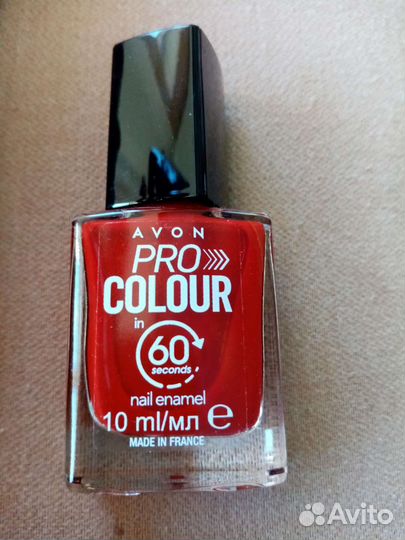 AVON
PRO
COLOUR
in
60
seconds
nail enamel
10 ml/мл e
MADE IN FRANCE
Avito